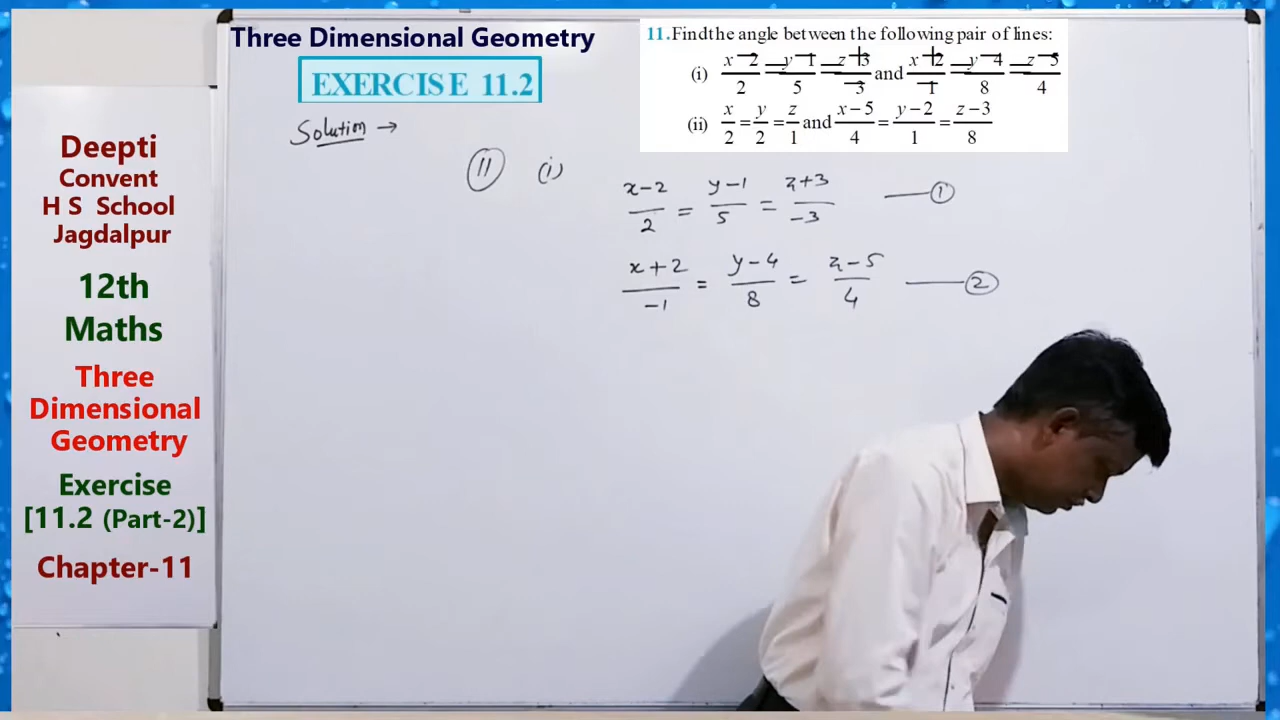 Three Dimensional Geometry
EXERCISE 11.2
11. Find the angle between the following pair of lines:
(i) x−2/2 = y−1/5 = z+3/−3 and x+2/−1 = y−4/8 = z−5/4
(ii) x/2 = y/2 = z/1 and x−5/4 = y−2/1 = z−3/8
Solution →
11 (i) x−2/2 = y−1/5 = z+3/−3 —— 1
x+2/−1 = y−4/8 = z−5/4 —— 2
Deepti
Convent
H S School
Jagdalpur
12th
Maths
Three
Dimensional
Geometry
Exercise
[11.2 (Part-2)]
Chapter-11